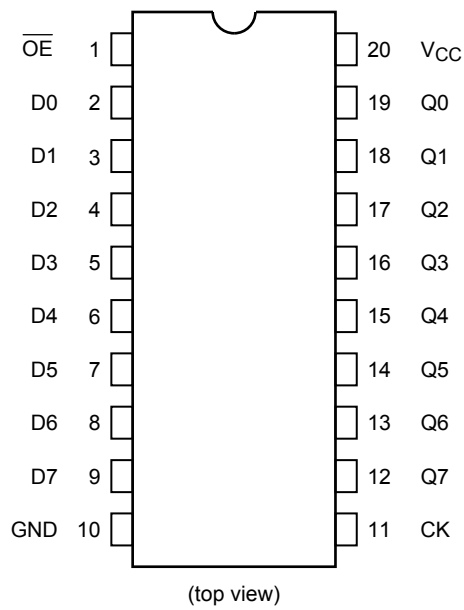 O̅E̅ 1 20 VCC
D0 2 19 Q0
D1 3 18 Q1
D2 4 17 Q2
D3 5 16 Q3
D4 6 15 Q4
D5 7 14 Q5
D6 8 13 Q6
D7 9 12 Q7
GND 10 11 CK
(top view)